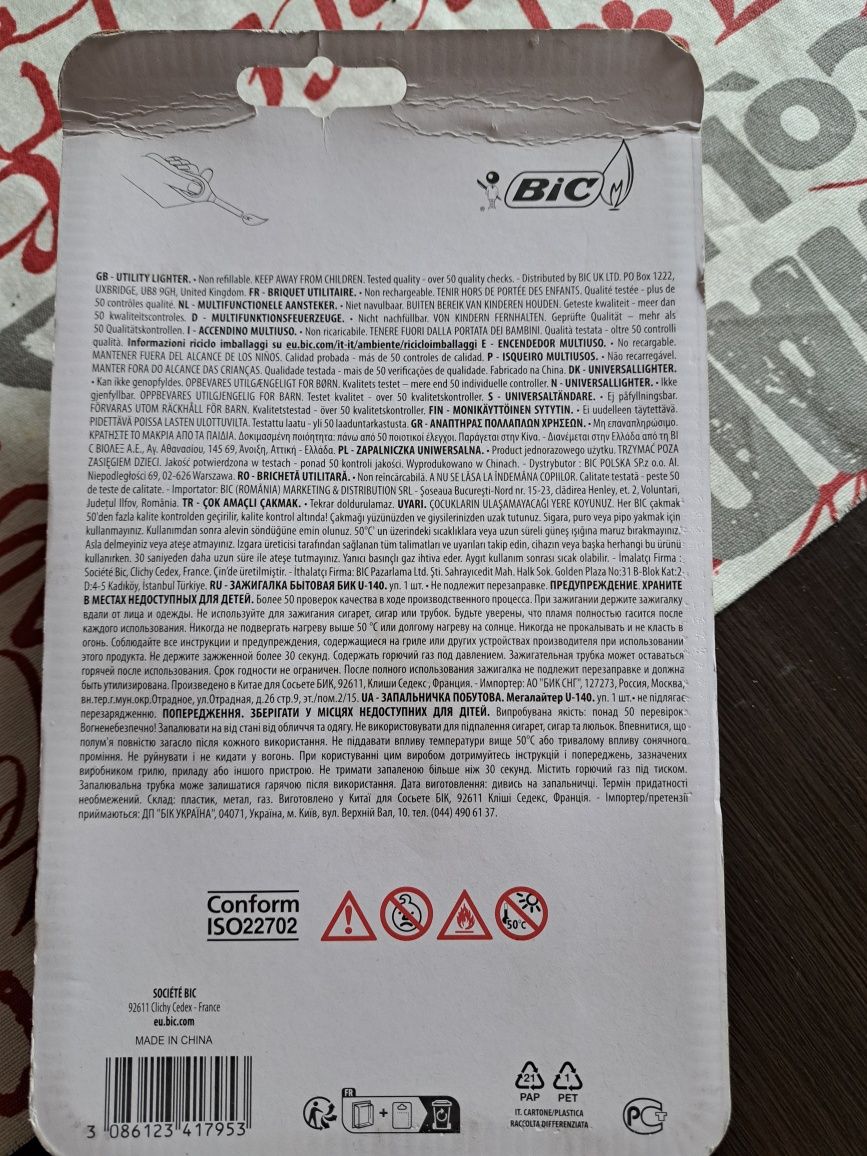 BIC
GB - UTILITY LIGHTER. • Non refillable. KEEP AWAY FROM CHILDREN. Tested quality - over 50 quality checks. - Distributed by BIC UK LTD. PO Box 1222,
UXBRIDGE, UB8 9GH, United Kingdom. FR - BRIQUET UTILITAIRE. • Non rechargeable. TENIR HORS DE PORTÉE DES ENFANTS. Qualité testée - plus de
50 contrôles qualité. NL - MULTIFUNCTIONELE AANSTEKER. • Niet navulbaar. BUITEN BEREIK VAN KINDEREN HOUDEN. Geteste kwaliteit - meer dan
50 kwaliteitscontroles. D - MULTIFUNKTIONSFEUERZEUGE. • Nicht nachfüllbar. VON KINDERN FERNHALTEN. Geprüfte Qualität – mehr als
50 Qualitätskontrollen. I - ACCENDINO MULTIUSO. • Non ricaricabile. TENERE FUORI DALLA PORTATA DEI BAMBINI. Qualità testata - oltre 50 controlli
qualità. Informazioni riciclo imballaggi su eu.bic.com/it-it/ambiente/ricicloimballaggi E - ENCENDEDOR MULTIUSO. • No recargable.
MANTENER FUERA DEL ALCANCE DE LOS NIÑOS. Calidad probada - más de 50 controles de calidad. P - ISQUEIRO MULTIUSOS. • Não recarregável.
MANTER FORA DO ALCANCE DAS CRIANÇAS. Qualidade testada - mais de 50 verificações de qualidade. Fabricado na China. DK - UNIVERSALLIGHTER.
• Kan ikke genopfyldes. OPBEVARES UTILGÆNGELIGT FOR BØRN. Kvalitets testet – mere end 50 individuelle controller. N - UNIVERSALLIGHTER. • Ikke
gjenfyllbar. OPPBEVARES UTILGJENGELIG FOR BARN. Testet kvalitet - over 50 kvalitetskontroller. S - UNIVERSALTÄNDARE. • Ej påfyllningsbar.
FÖRVARAS UTOM RÄCKHÅLL FÖR BARN. Kvalitetstestad - över 50 kvalitetskontroller. FIN - MONIKÄYTTÖINEN SYTYTIN. • Ei uudelleen täytettävä.
PIDETTÄVÄ POISSA LASTEN ULOTTUVILTA. Testattu laatu - yli 50 laaduntarkastusta. GR - ΑΝΑΠΤΗΡΑΣ ΠΟΛΛΑΠΛΩΝ ΧΡΗΣΕΩΝ. • Μη επαναπληρώσιμο.
ΚΡΑΤΗΣΤΕ ΤΟ ΜΑΚΡΙΑ ΑΠΟ ΤΑ ΠΑΙΔΙΑ. Δοκιμασμένη ποιότητα: πάνω από 50 ποιοτικοί έλεγχοι. Παράγεται στην Κίνα. - Διανέμεται στην Ελλάδα από τη BI
C ΒΙΟΛΕΞ Α.Ε., Αγ. Αθανασίου, 145 69, Άνοιξη, Αττική - Ελλάδα. PL - ZAPALNICZKA UNIWERSALNA. • Product jednorazowego użytku. TRZYMAĆ POZA
ZASIĘGIEM DZIECI. Jakość potwierdzona w testach - ponad 50 kontroli jakości. Wyprodukowano w Chinach. - Dystrybutor : BIC POLSKA SP.z o.o. Al.
Niepodległości 69, 02-626 Warszawa. RO - BRICHETĂ UTILITARĂ. • Non reîncărcabilă. A NU SE LĂSA LA ÎNDEMÂNA COPIILOR. Calitate testată - peste 50
de teste de calitate. - Importator: BIC (ROMÂNIA) MARKETING & DISTRIBUTION SRL - Șoseaua București-Nord nr. 15-23, clădirea Henley, et. 2, Voluntari,
Județul Ilfov, România. TR - ÇOK AMAÇLI ÇAKMAK. • Tekrar doldurulamaz. UYARI. ÇOCUKLARIN ULAŞAMAYACAĞI YERE KOYUNUZ. Her BIC çakmak
50'den fazla kalite kontrolden geçirilir, kalite kontrol altında! Çakmağı yüzünüzden ve giysilerinizden uzak tutunuz. Sigara, puro veya pipo yakmak için
kullanmayınız. Kullanımdan sonra alevin söndüğüne emin olunuz. 50°C' un üzerindeki sıcaklıklara veya uzun süreli güneş ışığına maruz bırakmayınız.
Asla delmeyiniz veya ateşe atmayınız. Izgara üreticisi tarafından sağlanan tüm talimatları ve uyarıları takip edin, cihazın veya başka herhangi bu ürünü
kullanırken. 30 saniyeden daha uzun süre ile ateşe tutmayınız. Yanıcı basınçlı gaz ihtiva eder. Aygıt kullanım sonrası sıcak olabilir. - İmalatçı Firma :
Société Bic, Clichy Cedex, France. Çin'de üretilmiştir. - İthalatçı Firma: BIC Pazarlama Ltd. Şti. Sahrayıcedit Mah. Halk Sok. Golden Plaza No:31 B-Blok Kat:2
D:4-5 Kadıköy, İstanbul Türkiye. RU - ЗАЖИГАЛКА БЫТОВАЯ БИК U-140. уп. 1 шт. • Не подлежит перезаправке. ПРЕДУПРЕЖДЕНИЕ. ХРАНИТЕ
В МЕСТАХ НЕДОСТУПНЫХ ДЛЯ ДЕТЕЙ. Более 50 проверок качества в ходе производственного процесса. При зажигании держите зажигалку
вдали от лица и одежды. Не используйте для зажигания сигарет, сигар или трубок. Будьте уверены, что пламя полностью гасится после
каждого использования. Никогда не подвергать нагреву выше 50 °C или долгому нагреву на солнце. Никогда не прокалывать и не класть в
огонь. Соблюдайте все инструкции и предупреждения, содержащиеся на гриле или других устройствах производителя при использовании
этого продукта. Не держите зажженной более 30 секунд. Содержать горючий газ под давлением. Зажигательная трубка может оставаться
горячей после использования. Срок годности не ограничен. После полного использования зажигалка не подлежит перезаправке и должна
быть утилизирована. Произведено в Китае для Сосьете БИК, 92611, Клиши Седекс, Франция. - Импортер: АО "БИК СНГ", 127273, Россия, Москва,
вн.тер.г.мун.окр.Отрадное, ул.Отрадная, д.2б стр.9, эт./пом.2/15. UA - ЗАПАЛЬНИЧКА ПОБУТОВА. Мегалайтер U-140. уп. 1 шт.• не підлягає
перезарядженню. ПОПЕРЕДЖЕННЯ. ЗБЕРІГАТИ У МІСЦЯХ НЕДОСТУПНИХ ДЛЯ ДІТЕЙ. Випробувана якість: понад 50 перевірок.
Вогненебезпечно! Запалювати на від стані від обличчя та одягу. Не використовувати для підпалення сигарет, сигар та люльок. Впевнитись, що
полум'я повністю загасло після кожного використання. Не піддавати впливу температури вище 50°C або тривалому впливу сонячного
проміння. Не руйнувати і не кидати у вогонь. При користуванні цим виробом дотримуйтесь інструкцій і попереджень, зазначених
виробником грилю, приладу або іншого пристрою. Не тримати запаленою більше ніж 30 секунд. Містить горючий газ під тиском.
Запалювальна трубка може залишатися гарячою після використання. Дата виготовлення: дивись на запальничці. Термін придатності
необмежений. Склад: пластик, метал, газ. Виготовлено у Китаї для Сосьете БІК, 92611 Кліші Седекс, Франція. - Імпортер/претензії
приймаються: ДП "БІК УКРАЇНА", 04071, Україна, м. Київ, вул. Верхній Вал, 10. тел. (044) 490 61 37.
Conform
ISO22702
50°C
SOCIÉTÉ BIC
92611 Clichy Cedex - France
eu.bic.com
MADE IN CHINA
3 086123 417953
FR
+
21
PAP
1
PET
IT. CARTONE/PLASTICA
RACCOLTA DIFFERENZIATA